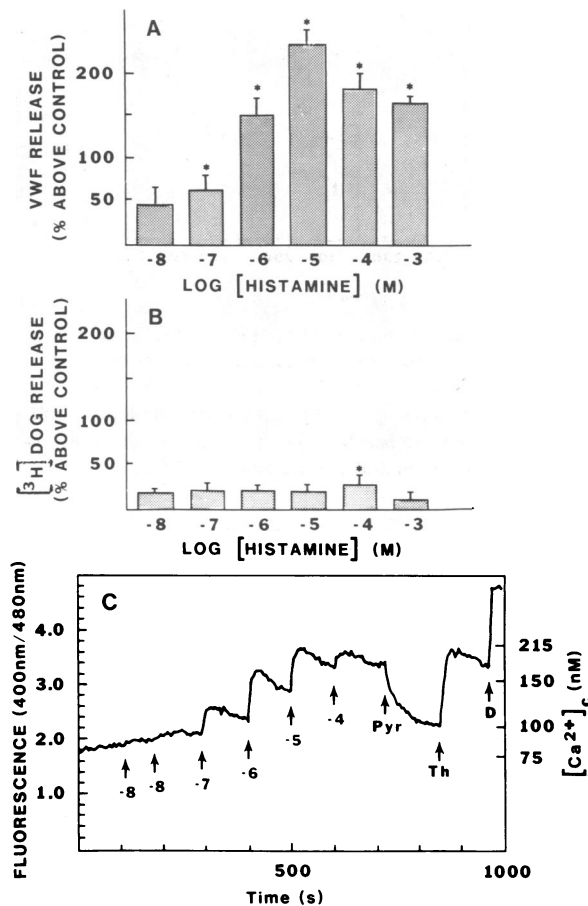 A
VWF RELEASE
(% ABOVE CONTROL)
200
100
50
* * * * *
-8 -7 -6 -5 -4 -3
LOG [HISTAMINE] (M)
B
[³H] DOG RELEASE
(% ABOVE CONTROL)
200
100
50
*
-8 -7 -6 -5 -4 -3
LOG [HISTAMINE] (M)
C
FLUORESCENCE (400nm/480nm)
4.0
3.0
2.0
1.0
-8 -8 -7 -6 -5 -4 Pyr Th D
215
150
100
75
[Ca²⁺]c (nM)
500 1000
Time (s)